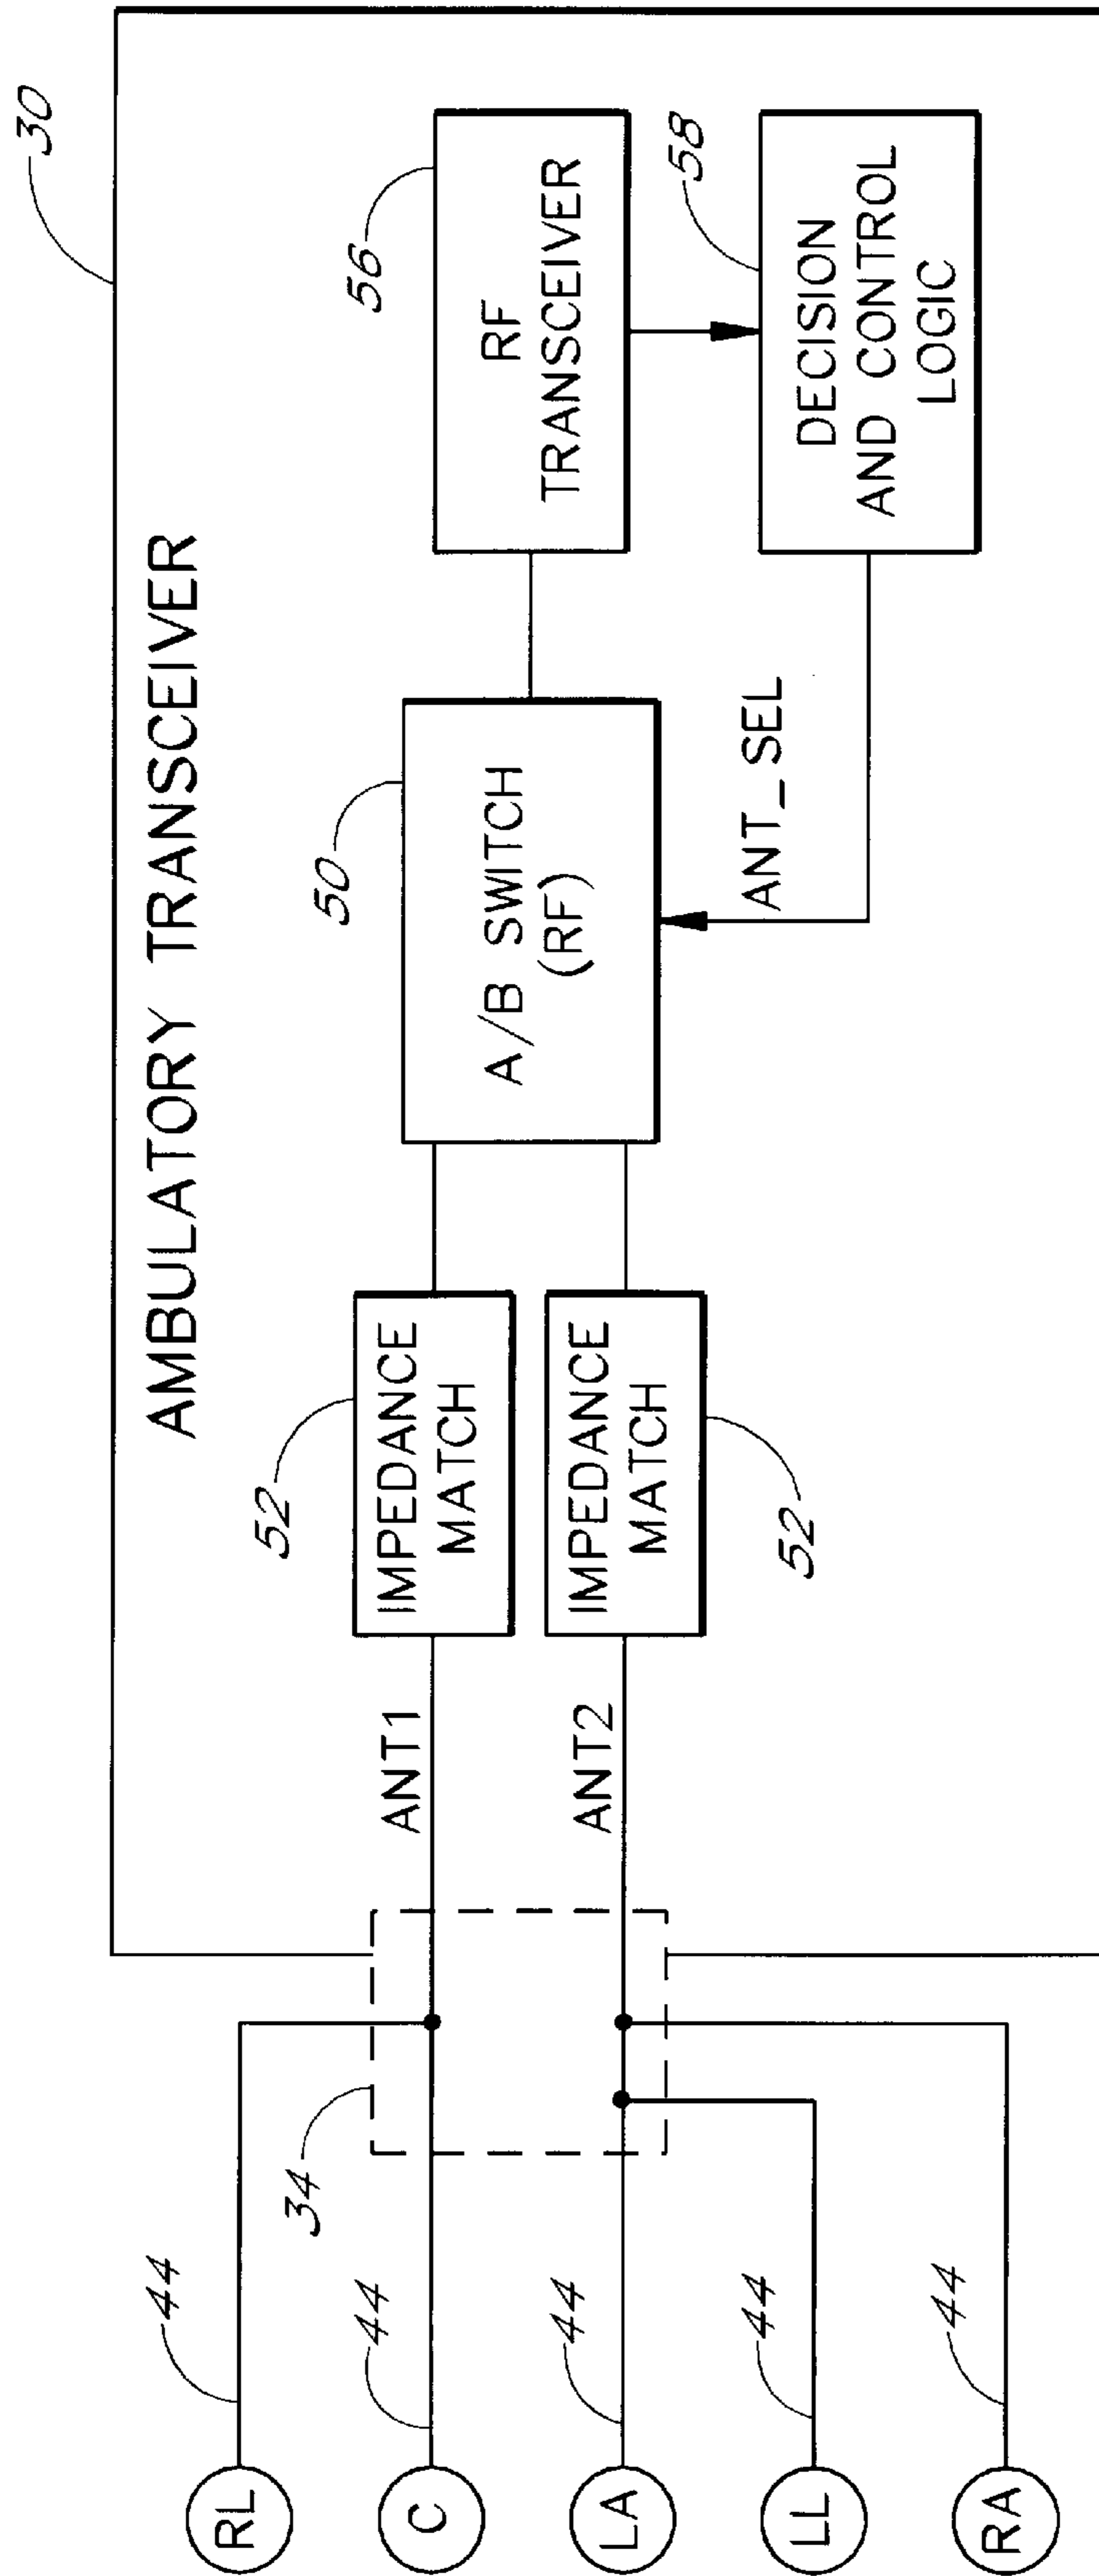 30
AMBULATORY TRANSCEIVER
44
RL
34
ANT1
52
IMPEDANCE
MATCH
50
A/B SWITCH
(RF)
56
RF
TRANSCEIVER
44
C
44
LA
ANT2
IMPEDANCE
MATCH
52
ANT_SEL
58
DECISION
AND CONTROL
LOGIC
44
LL
44
RA